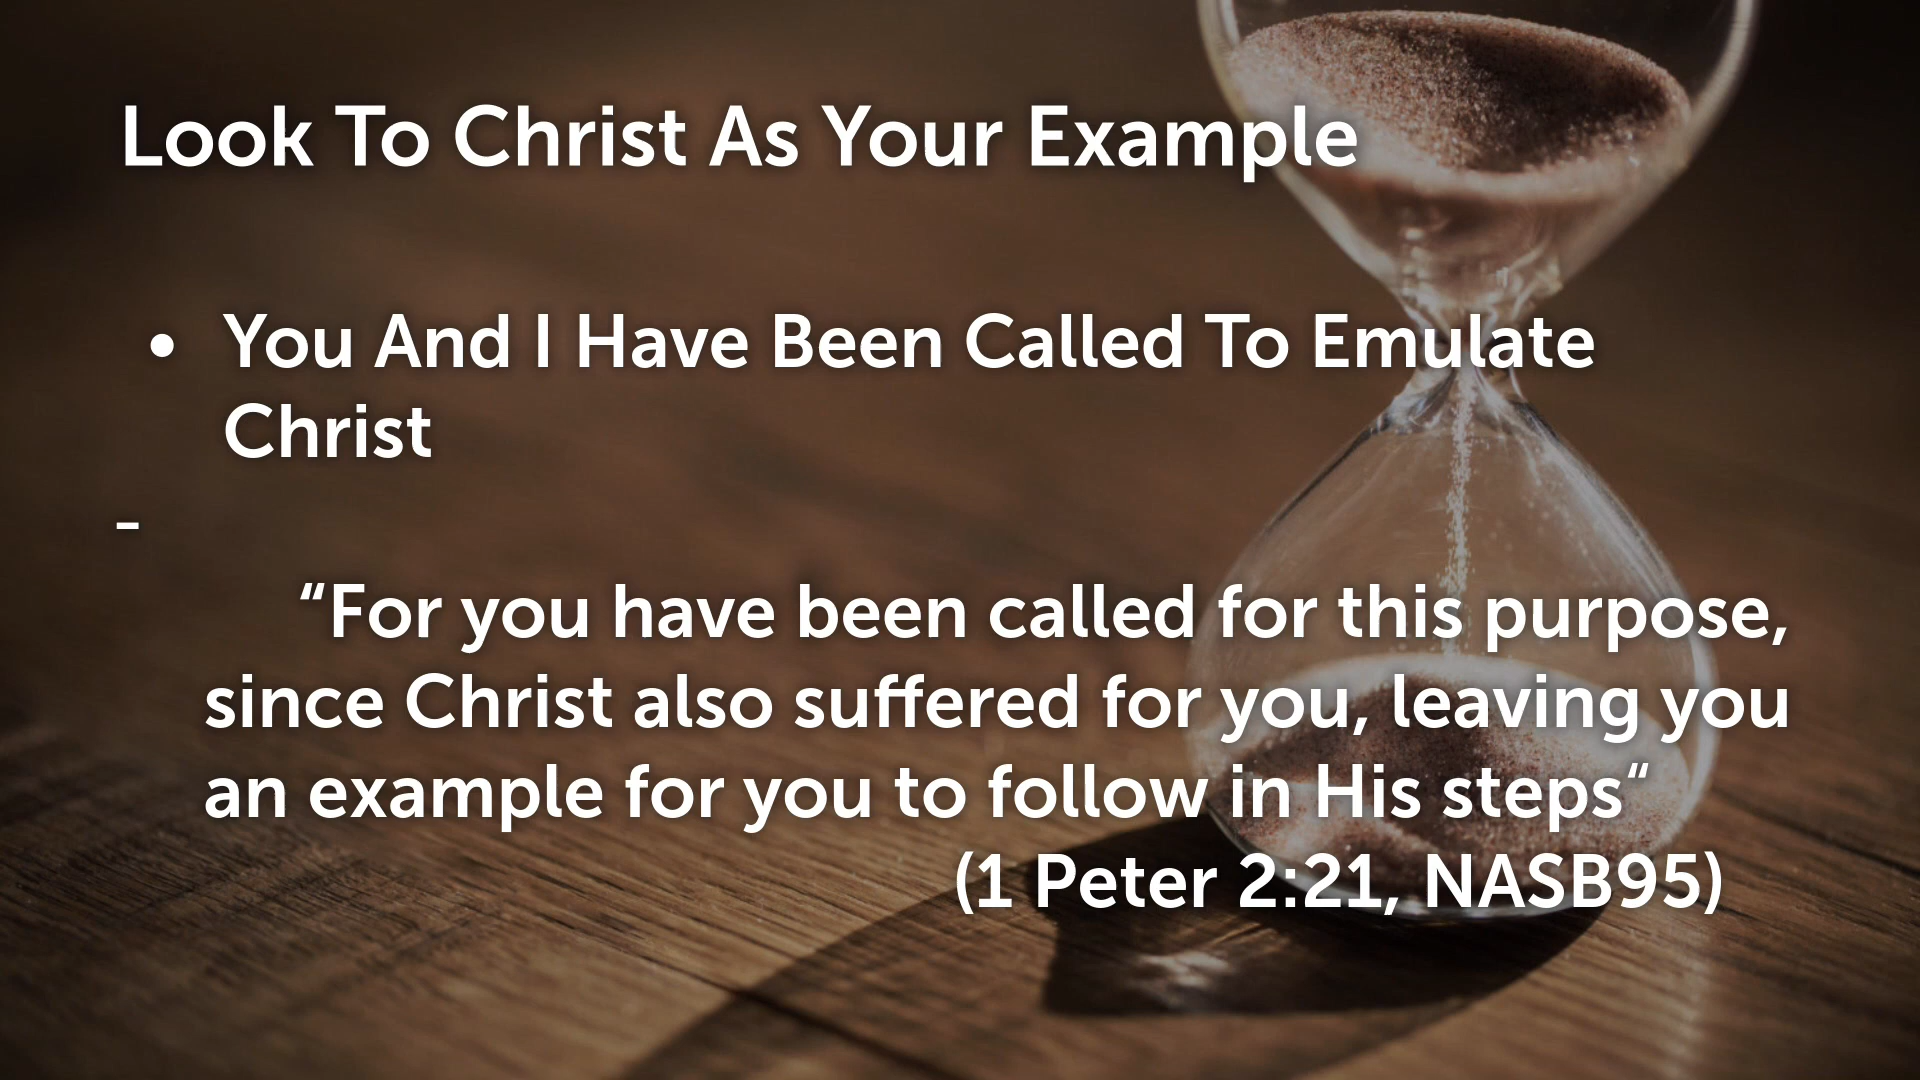 Look To Christ As Your Example
• You And I Have Been Called To Emulate
Christ
-
“For you have been called for this purpose,
since Christ also suffered for you, leaving you
an example for you to follow in His steps“
(1 Peter 2:21, NASB95)